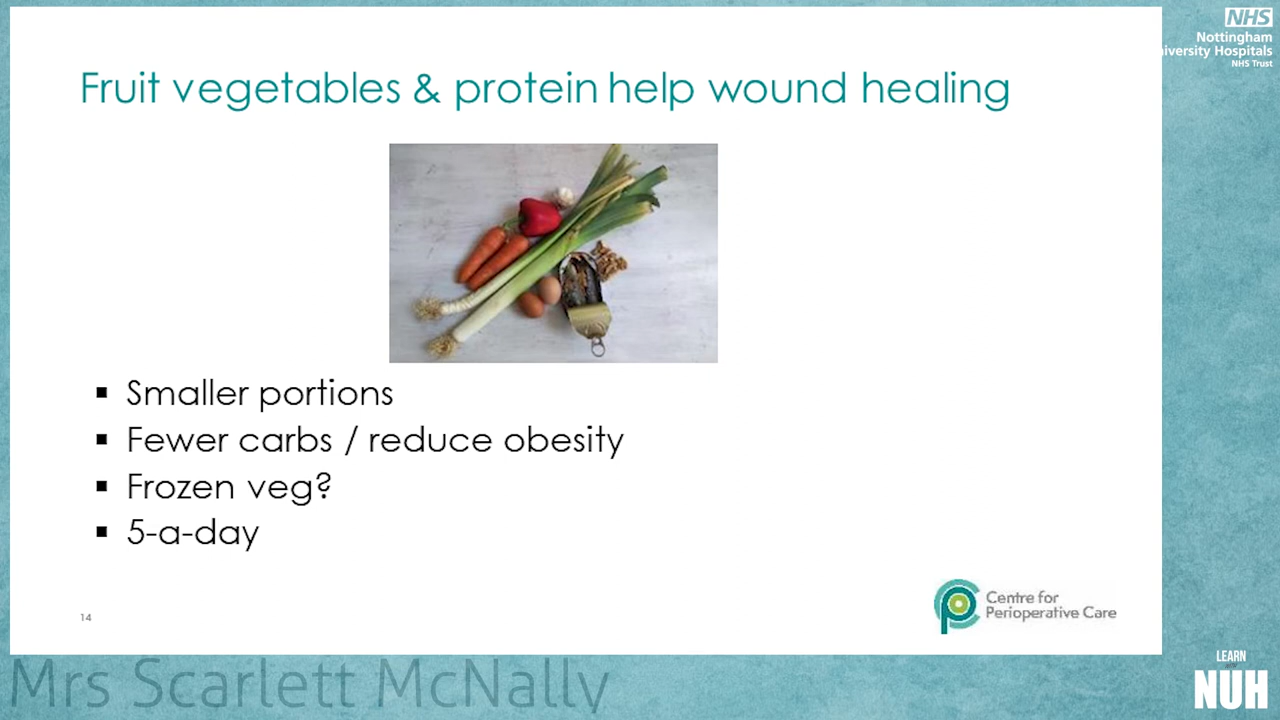 NHS
Nottingham
University Hospitals
NHS Trust
Fruit vegetables & protein help wound healing
▪ Smaller portions
▪ Fewer carbs / reduce obesity
▪ Frozen veg?
▪ 5-a-day
14
Centre for
Perioperative Care
Mrs Scarlett McNally
LEARN
NUH